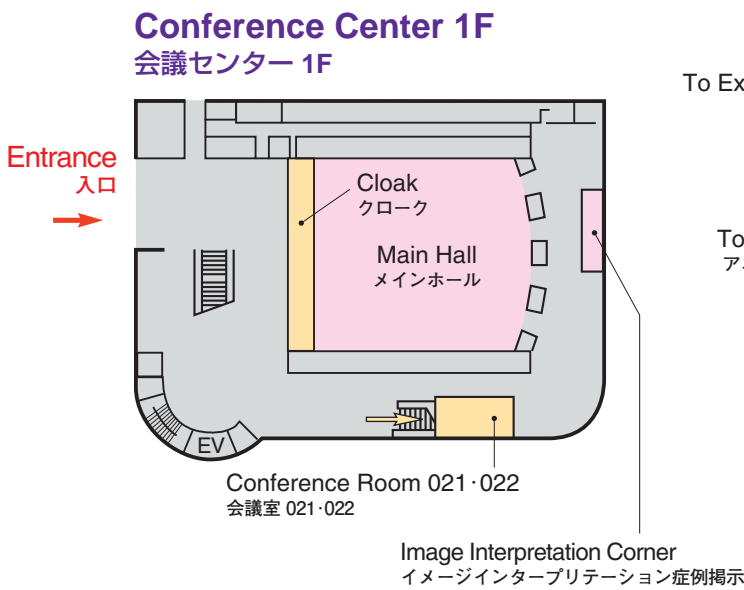 Conference Center 1F
会議センター 1F
To Ex
Entrance
入口
Cloak
クローク
Main Hall
メインホール
To
ア
EV
Conference Room 021·022
会議室 021·022
Image Interpretation Corner
イメージインタープリテーション症例掲示